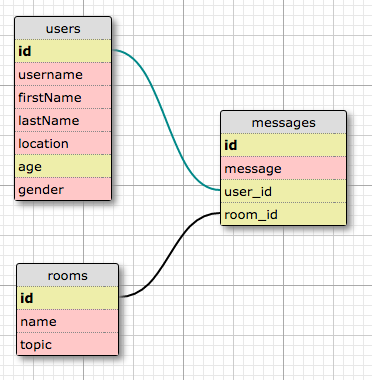 users
id
username
firstName
lastName
location
age
gender
messages
id
message
user_id
room_id
rooms
id
name
topic